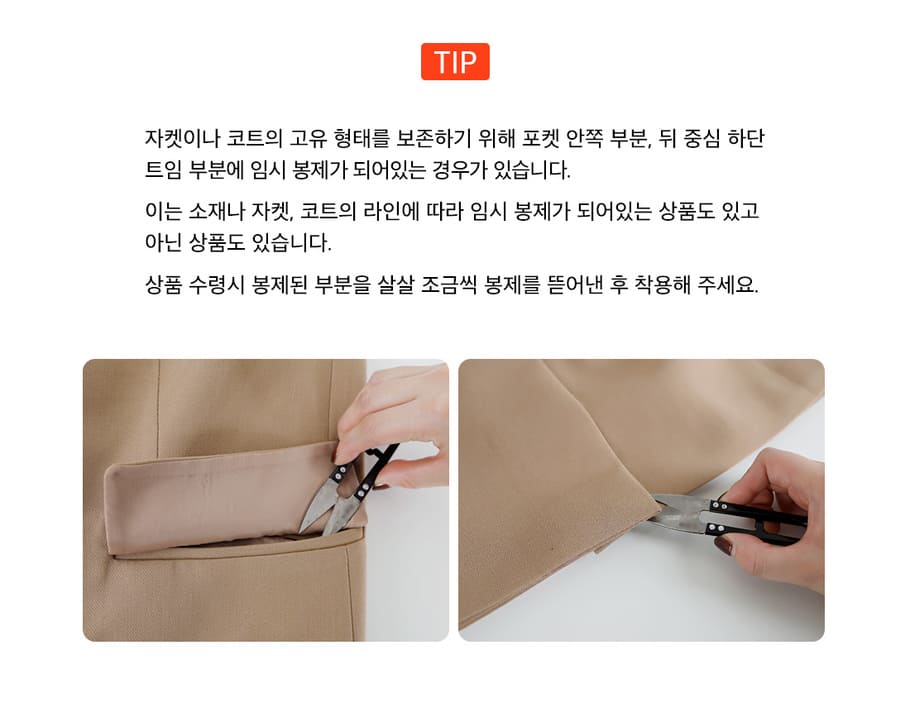 TIP
자켓이나 코트의 고유 형태를 보존하기 위해 포켓 안쪽 부분, 뒤 중심 하단
트임 부분에 임시 봉제가 되어있는 경우가 있습니다.
이는 소재나 자켓, 코트의 라인에 따라 임시 봉제가 되어있는 상품도 있고
아닌 상품도 있습니다.
상품 수령시 봉제된 부분을 살살 조금씩 봉제를 뜯어낸 후 착용해 주세요.